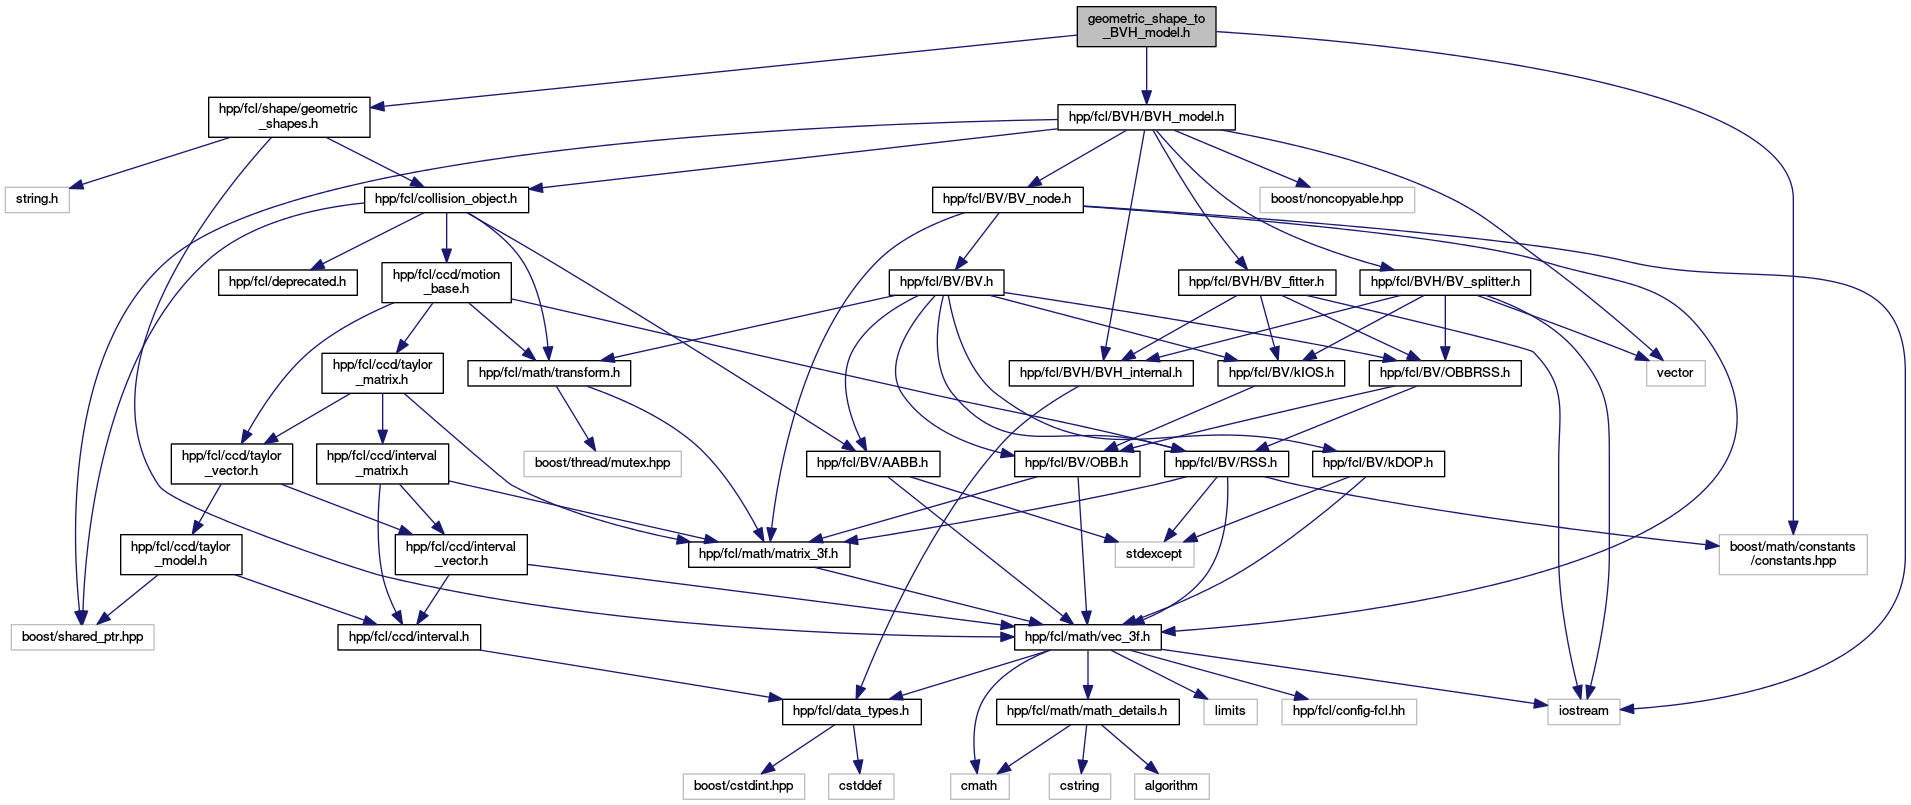 geometric_shape_to
_BVH_model.h
hpp/fcl/shape/geometric
_shapes.h
hpp/fcl/BVH/BVH_model.h
string.h
hpp/fcl/collision_object.h
hpp/fcl/BV/BV_node.h
boost/noncopyable.hpp
hpp/fcl/deprecated.h
hpp/fcl/ccd/motion
_base.h
hpp/fcl/BV/BV.h
hpp/fcl/BVH/BV_fitter.h
hpp/fcl/BVH/BV_splitter.h
hpp/fcl/ccd/taylor
_matrix.h
hpp/fcl/math/transform.h
hpp/fcl/BVH/BVH_internal.h
hpp/fcl/BV/kIOS.h
hpp/fcl/BV/OBBRSS.h
vector
hpp/fcl/ccd/taylor
_vector.h
hpp/fcl/ccd/interval
_matrix.h
boost/thread/mutex.hpp
hpp/fcl/BV/AABB.h
hpp/fcl/BV/OBB.h
hpp/fcl/BV/RSS.h
hpp/fcl/BV/kDOP.h
hpp/fcl/ccd/taylor
_model.h
hpp/fcl/ccd/interval
_vector.h
hpp/fcl/math/matrix_3f.h
stdexcept
boost/math/constants
/constants.hpp
boost/shared_ptr.hpp
hpp/fcl/ccd/interval.h
hpp/fcl/math/vec_3f.h
hpp/fcl/data_types.h
hpp/fcl/math/math_details.h
limits
hpp/fcl/config-fcl.hh
iostream
boost/cstdint.hpp
cstddef
cmath
cstring
algorithm